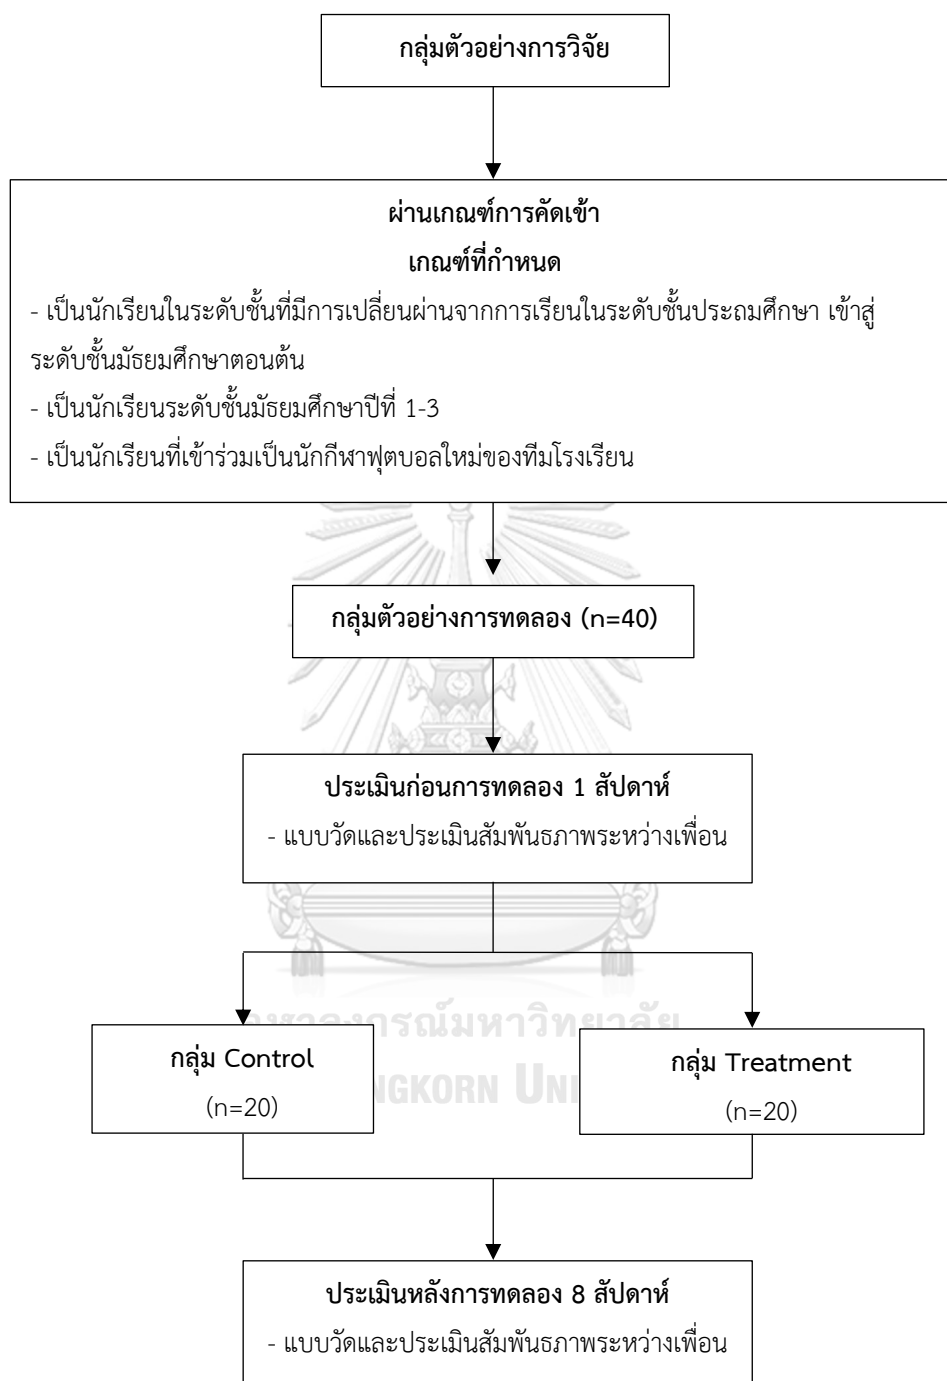 กลุ่มตัวอย่างการวิจัย
ผ่านเกณฑ์การคัดเข้า
เกณฑ์ที่กำหนด
- เป็นนักเรียนในระดับชั้นที่มีการเปลี่ยนผ่านจากการเรียนในระดับชั้นประถมศึกษา เข้าสู่
ระดับชั้นมัธยมศึกษาตอนต้น
- เป็นนักเรียนระดับชั้นมัธยมศึกษาปีที่ 1-3
- เป็นนักเรียนที่เข้าร่วมเป็นนักกีฬาฟุตบอลใหม่ของทีมโรงเรียน
กลุ่มตัวอย่างการทดลอง (n=40)
ประเมินก่อนการทดลอง 1 สัปดาห์
- แบบวัดและประเมินสัมพันธภาพระหว่างเพื่อน
กลุ่ม Control
(n=20)
กลุ่ม Treatment
(n=20)
ประเมินหลังการทดลอง 8 สัปดาห์
- แบบวัดและประเมินสัมพันธภาพระหว่างเพื่อน